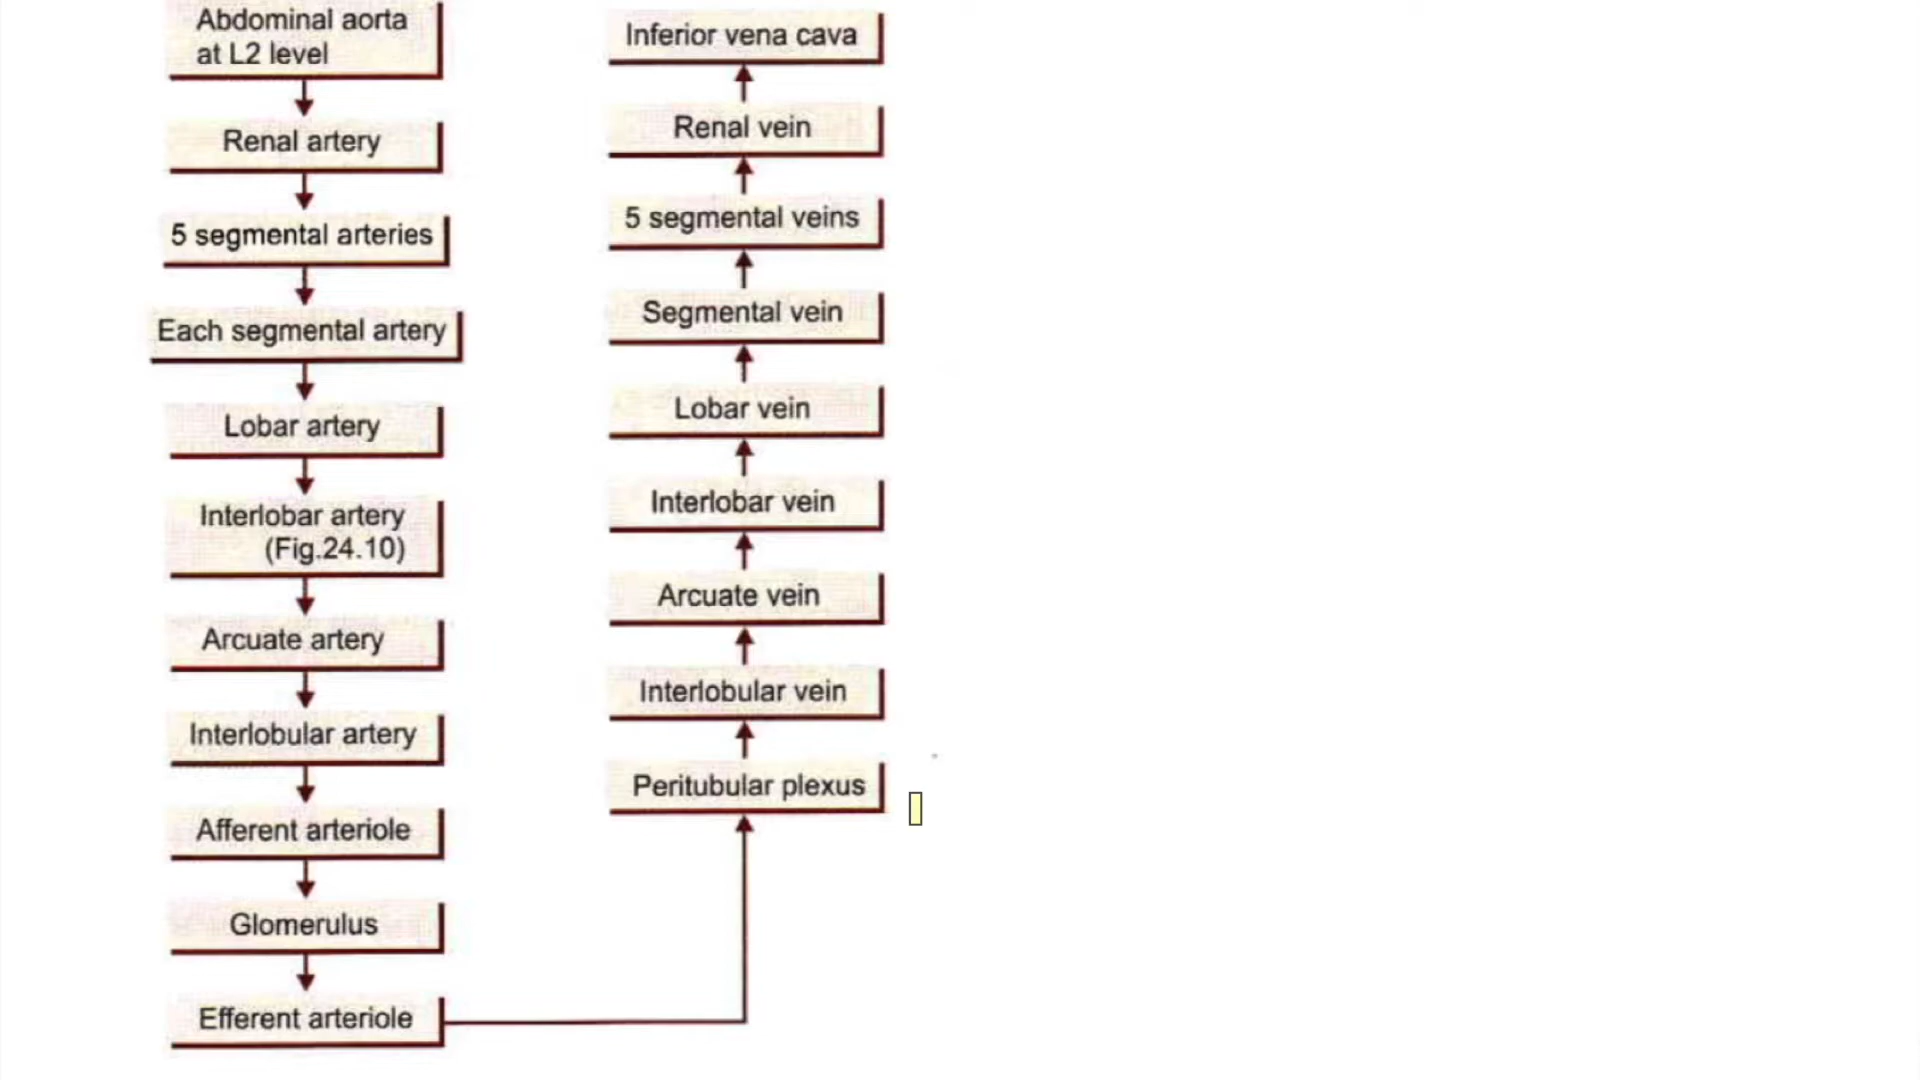 Abdominal aorta
at L2 level
Renal artery
5 segmental arteries
Each segmental artery
Lobar artery
Interlobar artery
(Fig.24.10)
Arcuate artery
Interlobular artery
Afferent arteriole
Glomerulus
Efferent arteriole
Inferior vena cava
Renal vein
5 segmental veins
Segmental vein
Lobar vein
Interlobar vein
Arcuate vein
Interlobular vein
Peritubular plexus